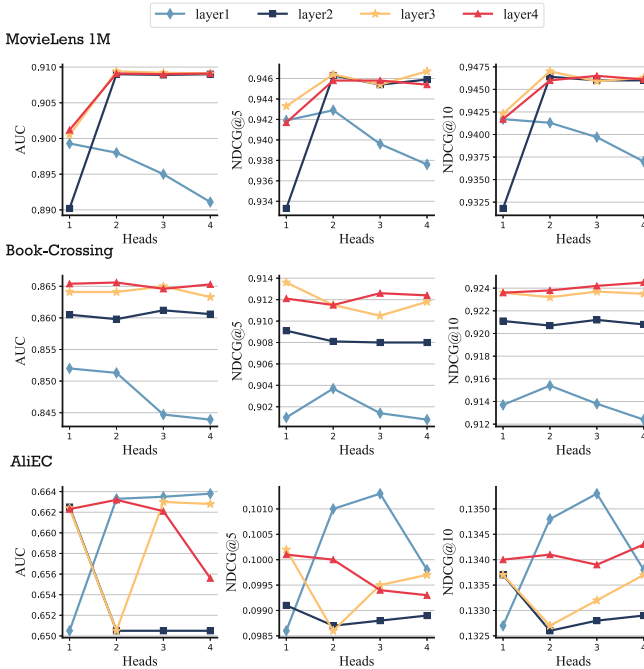 layer1 layer2 layer3 layer4
MovieLens 1M
AUC
0.910
0.905
0.900
0.895
0.890
1 2 3 4
Heads
NDCG@5
0.946
0.944
0.942
0.940
0.938
0.936
0.934
1 2 3 4
Heads
NDCG@10
0.9475
0.9450
0.9425
0.9400
0.9375
0.9350
0.9325
1 2 3 4
Heads
Book-Crossing
AUC
0.865
0.860
0.855
0.850
0.845
1 2 3 4
Heads
NDCG@5
0.914
0.912
0.910
0.908
0.906
0.904
0.902
1 2 3 4
Heads
NDCG@10
0.924
0.922
0.920
0.918
0.916
0.914
0.912
1 2 3 4
Heads
AliEC
AUC
0.664
0.662
0.660
0.658
0.656
0.654
0.652
0.650
1 2 3 4
Heads
NDCG@5
0.1010
0.1005
0.1000
0.0995
0.0990
0.0985
1 2 3 4
Heads
NDCG@10
0.1350
0.1345
0.1340
0.1335
0.1330
0.1325
1 2 3 4
Heads